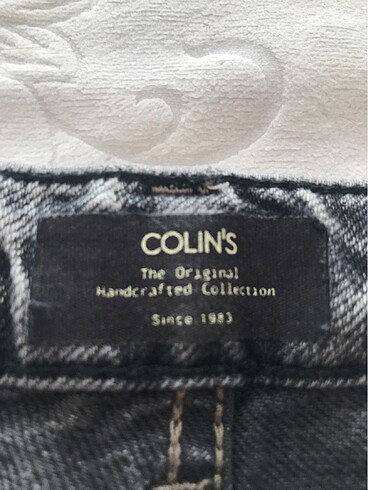 COLIN'S
The Original
Handcrafted Collection
Since 1983